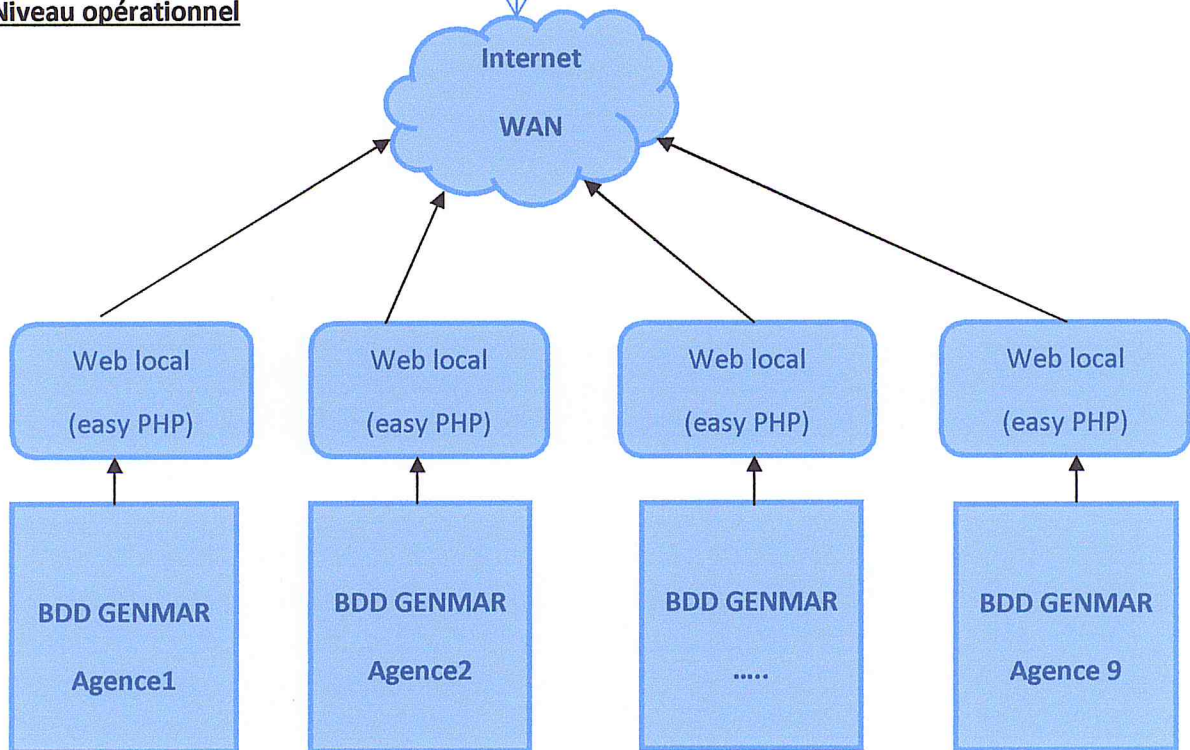 Niveau opérationnel
Internet
WAN
Web local
(easy PHP)
Web local
(easy PHP)
Web local
(easy PHP)
Web local
(easy PHP)
BDD GENMAR
Agence1
BDD GENMAR
Agence2
BDD GENMAR
.....
BDD GENMAR
Agence 9